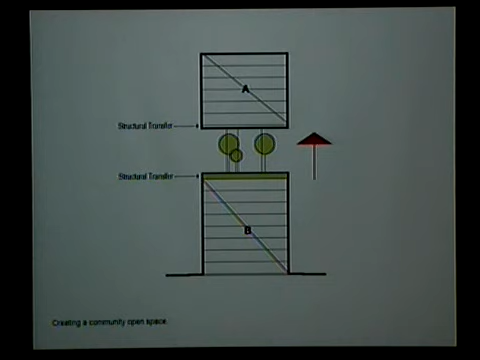 A
Structural Transfer
Structural Transfer
B
Creating a community open space.